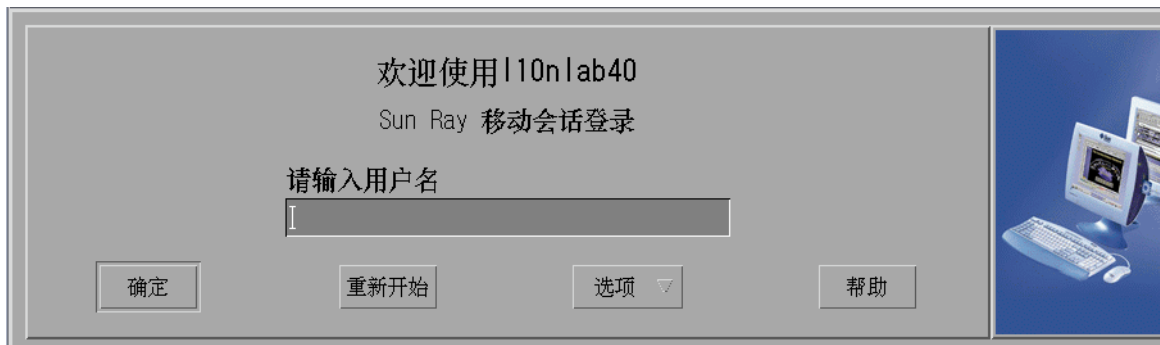 欢迎使用l10nlab40
Sun Ray 移动会话登录
请输入用户名
确定
重新开始
选项
帮助